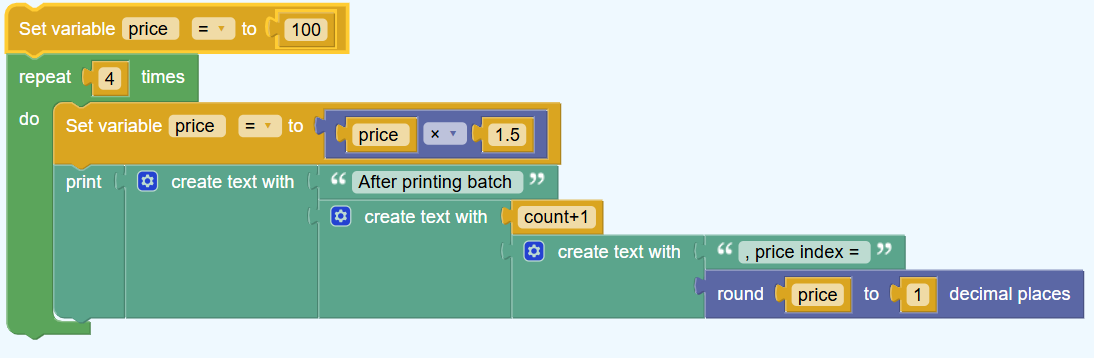 Set variable price = to 100
repeat 4 times
do Set variable price = to price × 1.5
print create text with “ After printing batch ”
create text with count+1
create text with “ , price index = ”
round price to 1 decimal places